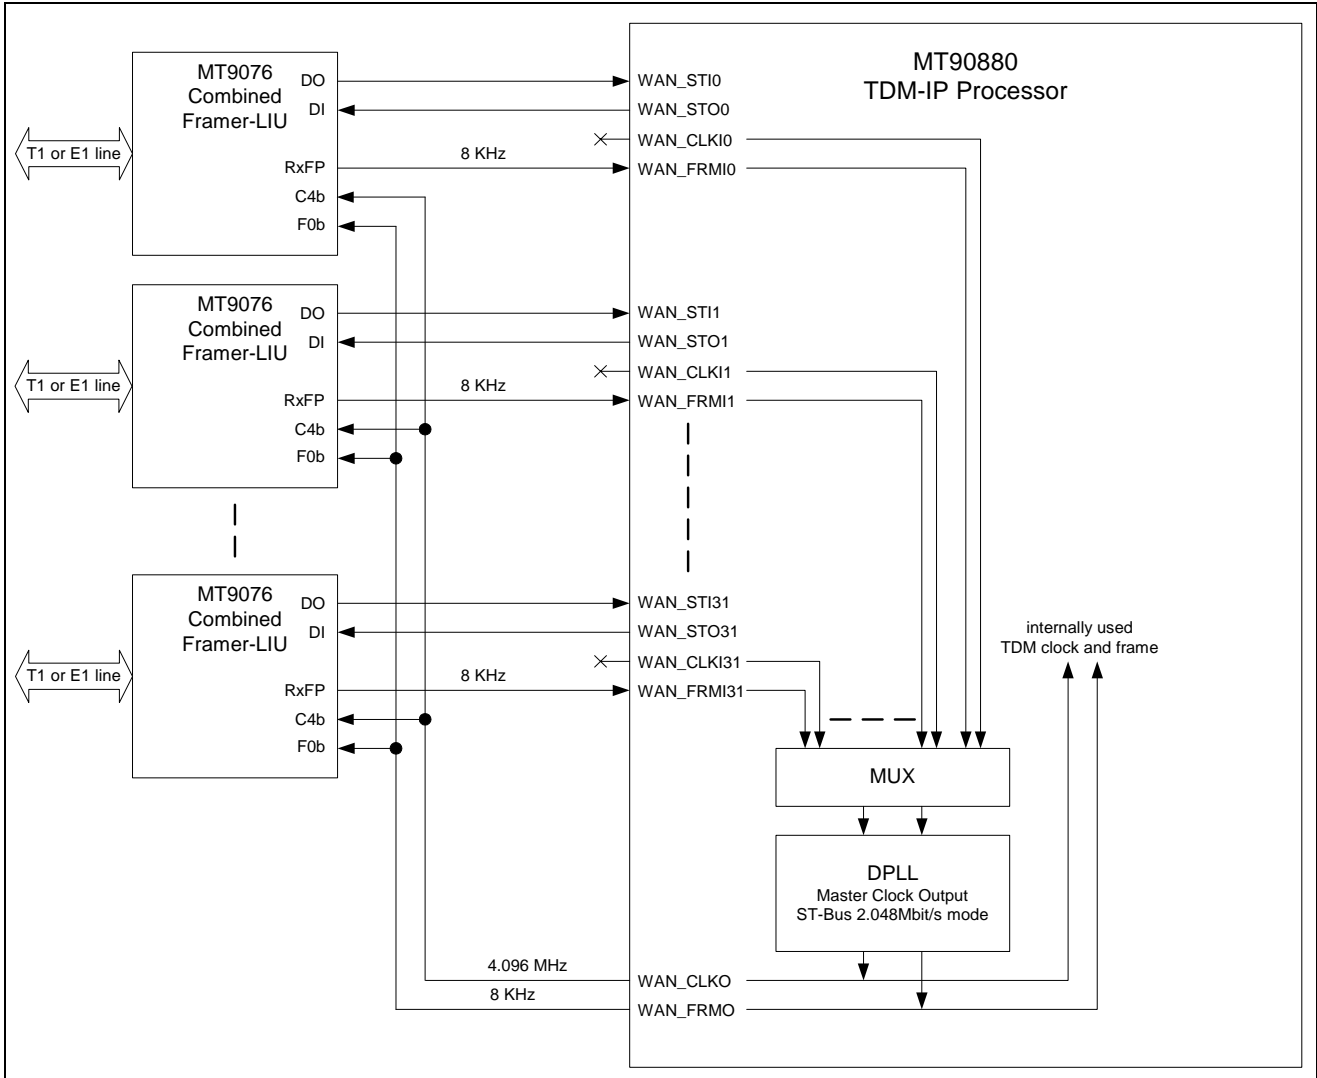 MT90880
TDM-IP Processor
MT9076
Combined
Framer-LIU
DO
DI
RxFP
C4b
F0b
T1 or E1 line
8 KHz
WAN_STI0
WAN_STO0
WAN_CLKI0
WAN_FRMI0
MT9076
Combined
Framer-LIU
DO
DI
RxFP
C4b
F0b
T1 or E1 line
8 KHz
WAN_STI1
WAN_STO1
WAN_CLKI1
WAN_FRMI1
MT9076
Combined
Framer-LIU
DO
DI
RxFP
C4b
F0b
T1 or E1 line
8 KHz
WAN_STI31
WAN_STO31
WAN_CLKI31
WAN_FRMI31
internally used
TDM clock and frame
MUX
DPLL
Master Clock Output
ST-Bus 2.048Mbit/s mode
4.096 MHz
WAN_CLKO
8 KHz
WAN_FRMO